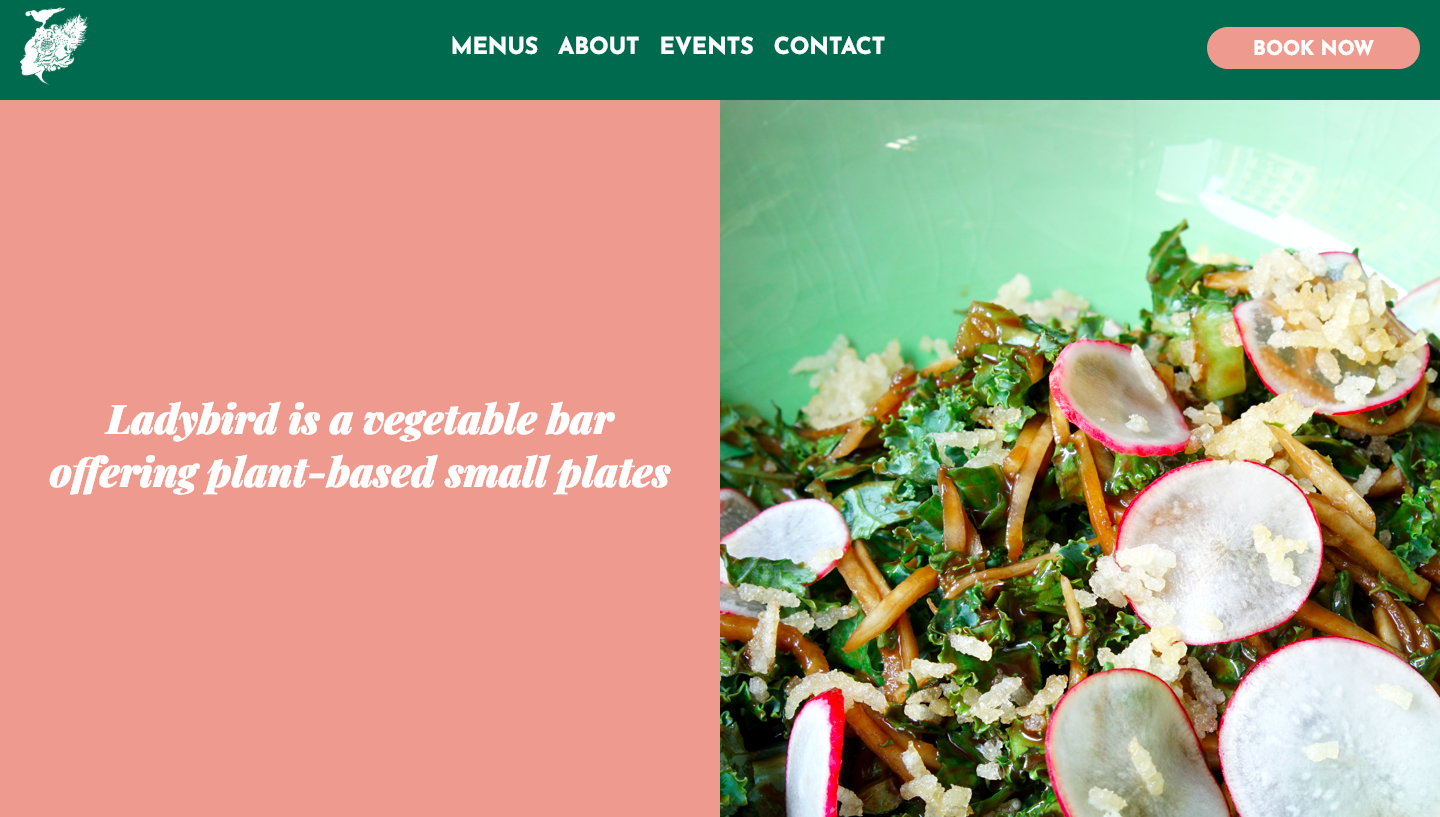 MENUS ABOUT EVENTS CONTACT BOOK NOW
Ladybird is a vegetable bar
offering plant-based small plates